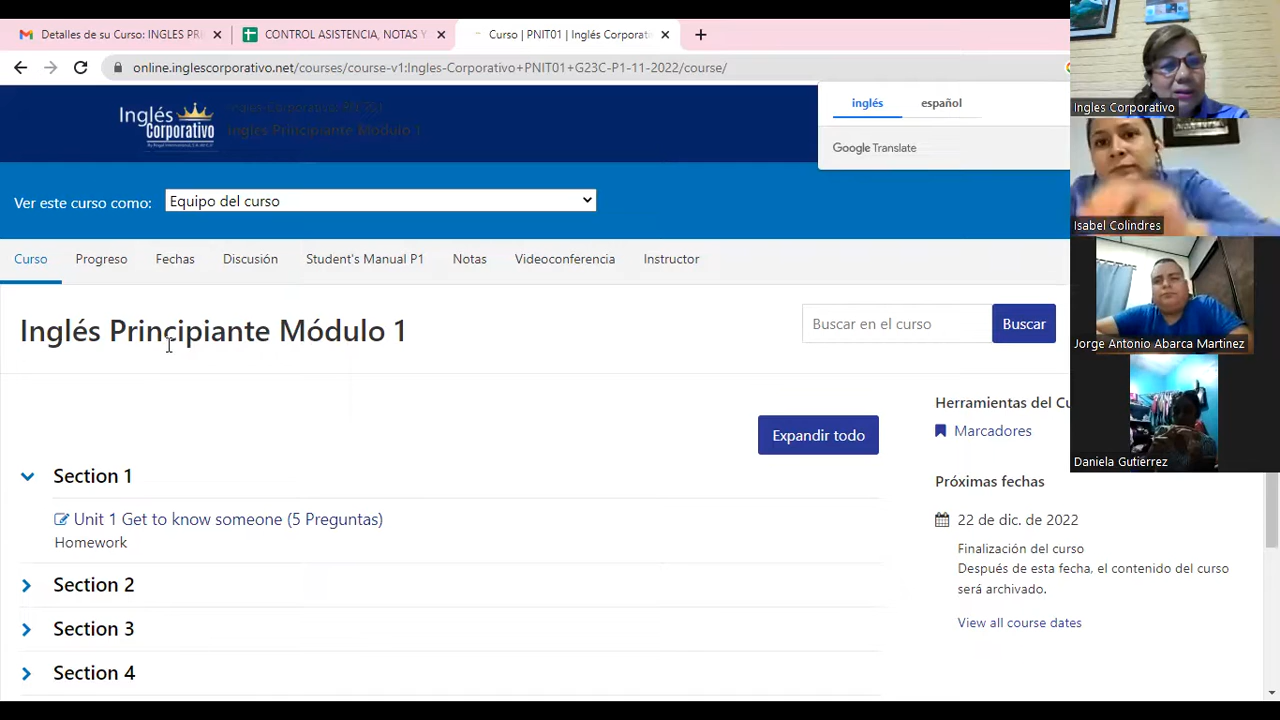 Detalles de su Curso: INGLES PRI
CONTROL ASISTENCIA, NOTAS Y
Curso | PNIT01 | Inglés Corporat
online.inglescorporativo.net/courses/course-v1:Ingles-Corporativo+PNIT01+G23C-P1-11-2022/course/
Inglés
Corporativo
Ingles Principiante Módulo 1
inglés
español
Google Translate
Ver este curso como:
Equipo del curso
Curso
Progreso
Fechas
Discusión
Student's Manual P1
Notas
Videoconferencia
Instructor
Inglés Principiante Módulo 1
Buscar en el curso
Buscar
Expandir todo
Section 1
Unit 1 Get to know someone (5 Preguntas)
Homework
Section 2
Section 3
Section 4
Herramientas del Cu
Marcadores
Próximas fechas
22 de dic. de 2022
Finalización del curso
Después de esta fecha, el contenido del curso
será archivado.
View all course dates
Ingles Corporativo
Isabel Colindres
Jorge Antonio Abarca Martinez
Daniela Gutierrez